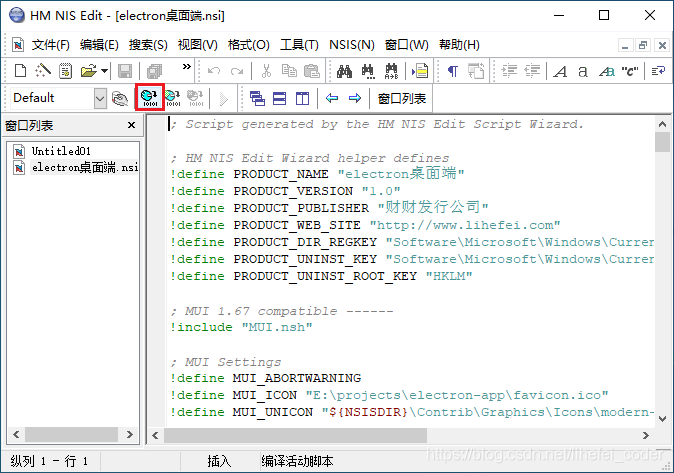 HM NIS Edit - [electron桌面端.nsi]
文件(F) 编辑(E) 搜索(S) 视图(V) 格式(O) 工具(T) NSIS(N) 窗口(W) 帮助(H)
Default 窗口列表
窗口列表
Untitled01
electron桌面端.nsi
; Script generated by the HM NIS Edit Script Wizard.
; HM NIS Edit Wizard helper defines
!define PRODUCT_NAME "electron桌面端"
!define PRODUCT_VERSION "1.0"
!define PRODUCT_PUBLISHER "财财发行公司"
!define PRODUCT_WEB_SITE "http://www.lihefei.com"
!define PRODUCT_DIR_REGKEY "Software\Microsoft\Windows\Curren
!define PRODUCT_UNINST_KEY "Software\Microsoft\Windows\Curren
!define PRODUCT_UNINST_ROOT_KEY "HKLM"
; MUI 1.67 compatible ------
!include "MUI.nsh"
; MUI Settings
!define MUI_ABORTWARNING
!define MUI_ICON "E:\projects\electron-app\favicon.ico"
!define MUI_UNICON "${NSISDIR}\Contrib\Graphics\Icons\modern-
纵列 1 - 行 1 插入 编译活动脚本
https://blog.csdn.net/lihefei_coder